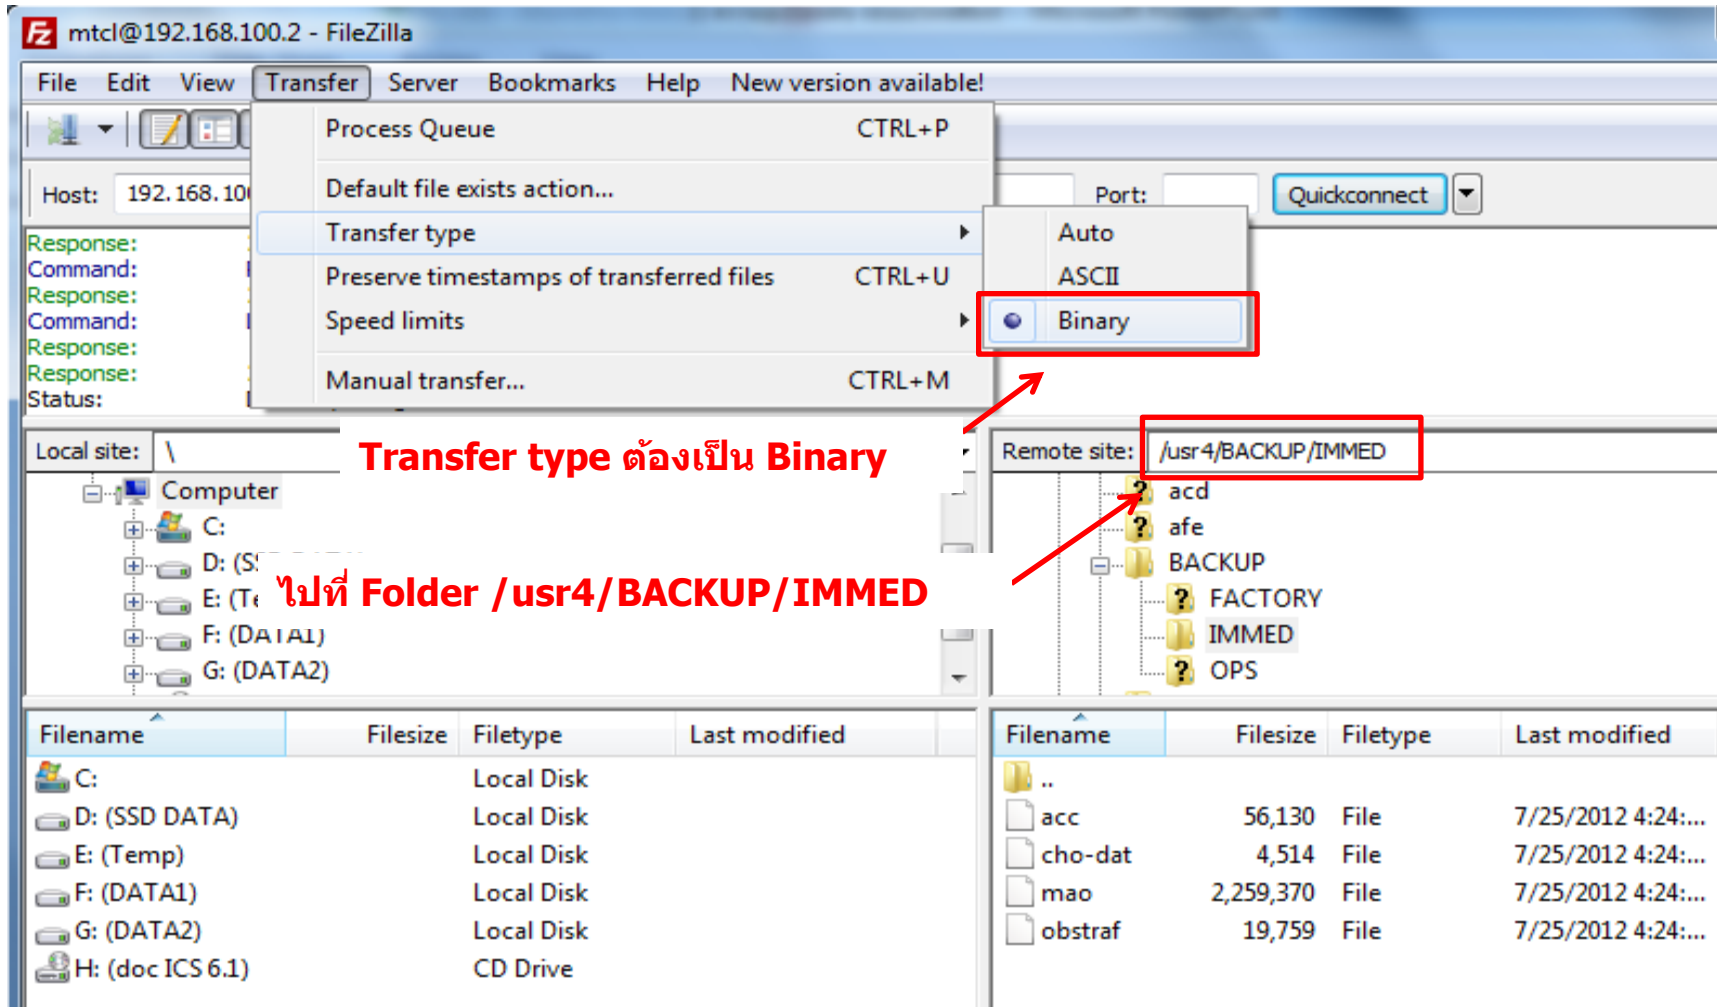 mtcl@192.168.100.2 - FileZilla
File Edit View Transfer Server Bookmarks Help New version available!
Process Queue CTRL+P
Default file exists action...
Host: 192.168.10 Port: Quickconnect
Transfer type Auto
Response:
Command:
Preserve timestamps of transferred files CTRL+U ASCII
Response:
Command:
Speed limits Binary
Response:
Response:
Manual transfer... CTRL+M
Status:
Local site: \
Transfer type ต้องเป็น Binary
Remote site: /usr4/BACKUP/IMMED
Computer
C:
D: (S
E: (Te
F: (DATA1)
G: (DATA2)
ไปที่ Folder /usr4/BACKUP/IMMED
acd
afe
BACKUP
FACTORY
IMMED
OPS
Filename Filesize Filetype Last modified
C: Local Disk
D: (SSD DATA) Local Disk
E: (Temp) Local Disk
F: (DATA1) Local Disk
G: (DATA2) Local Disk
H: (doc ICS 6.1) CD Drive
Filename Filesize Filetype Last modified
..
acc 56,130 File 7/25/2012 4:24:...
cho-dat 4,514 File 7/25/2012 4:24:...
mao 2,259,370 File 7/25/2012 4:24:...
obstraf 19,759 File 7/25/2012 4:24:...